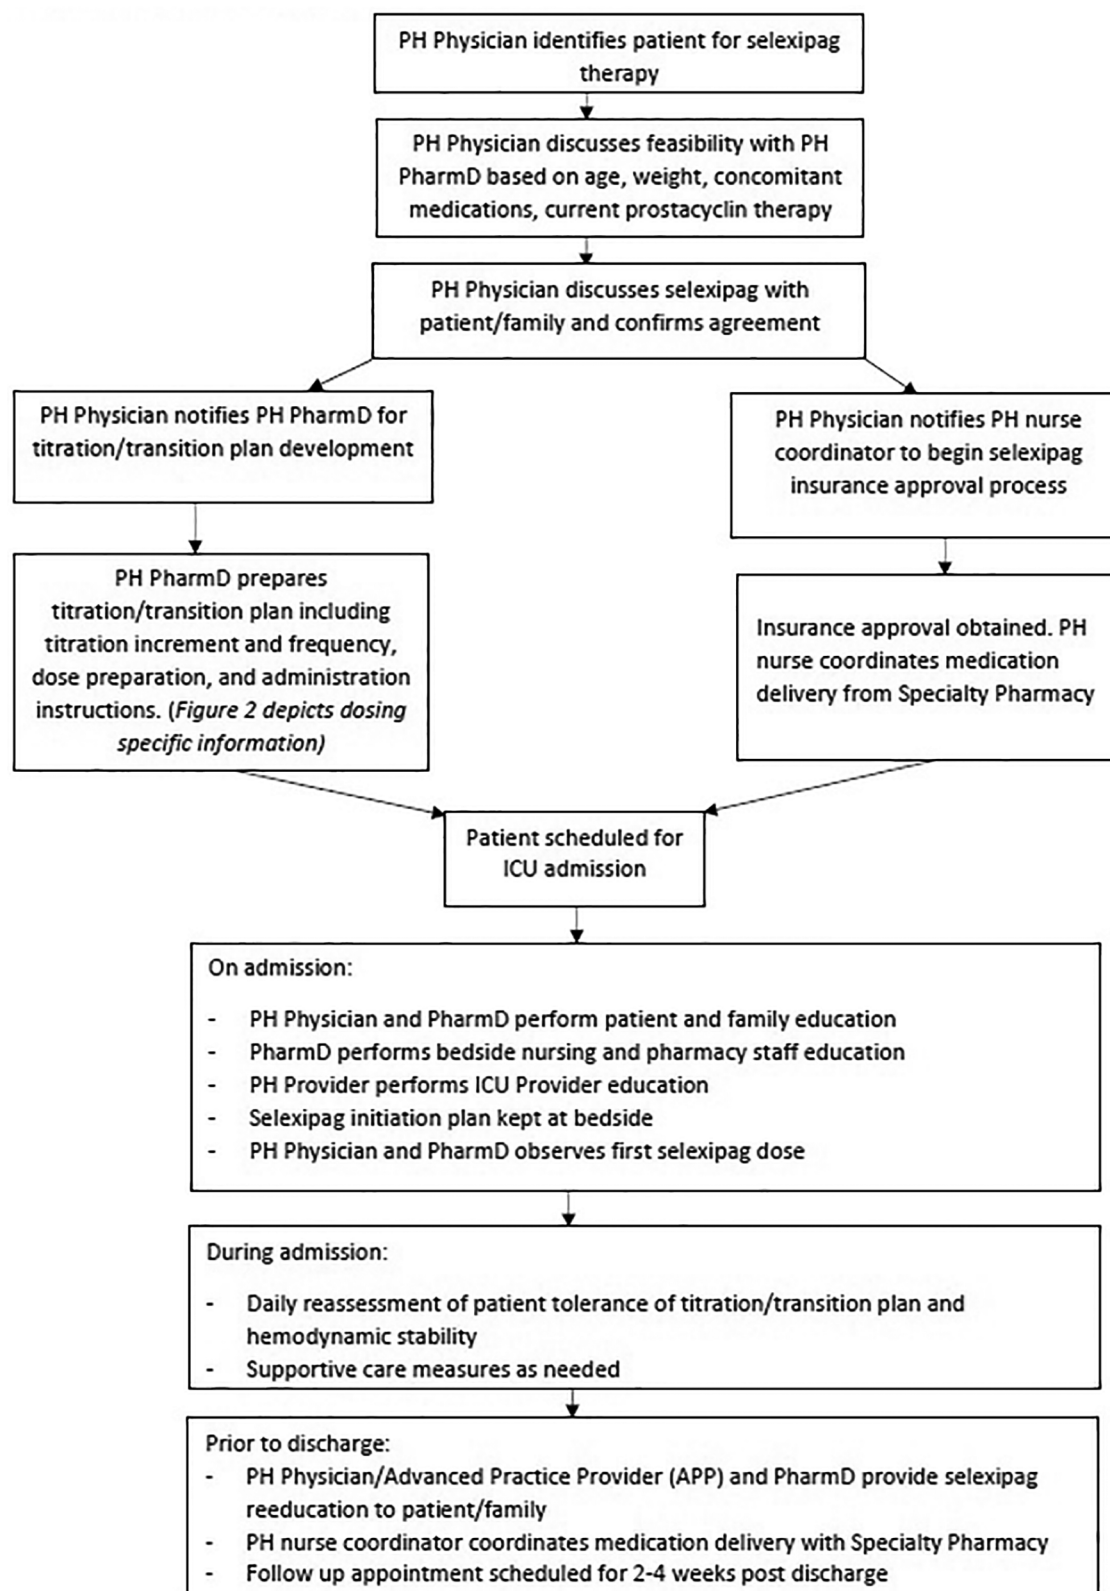 PH Physician identifies patient for selexipag
therapy
PH Physician discusses feasibility with PH
PharmD based on age, weight, concomitant
medications, current prostacyclin therapy
PH Physician discusses selexipag with
patient/family and confirms agreement
PH Physician notifies PH PharmD for
titration/transition plan development
PH Physician notifies PH nurse
coordinator to begin selexipag
insurance approval process
PH PharmD prepares
titration/transition plan including
titration increment and frequency,
dose preparation, and administration
instructions. (Figure 2 depicts dosing
specific information)
Insurance approval obtained. PH
nurse coordinates medication
delivery from Specialty Pharmacy
Patient scheduled for
ICU admission
On admission:
- PH Physician and PharmD perform patient and family education
- PharmD performs bedside nursing and pharmacy staff education
- PH Provider performs ICU Provider education
- Selexipag initiation plan kept at bedside
- PH Physician and PharmD observes first selexipag dose
During admission:
- Daily reassessment of patient tolerance of titration/transition plan and
hemodynamic stability
- Supportive care measures as needed
Prior to discharge:
- PH Physician/Advanced Practice Provider (APP) and PharmD provide selexipag
reeducation to patient/family
- PH nurse coordinator coordinates medication delivery with Specialty Pharmacy
- Follow up appointment scheduled for 2-4 weeks post discharge